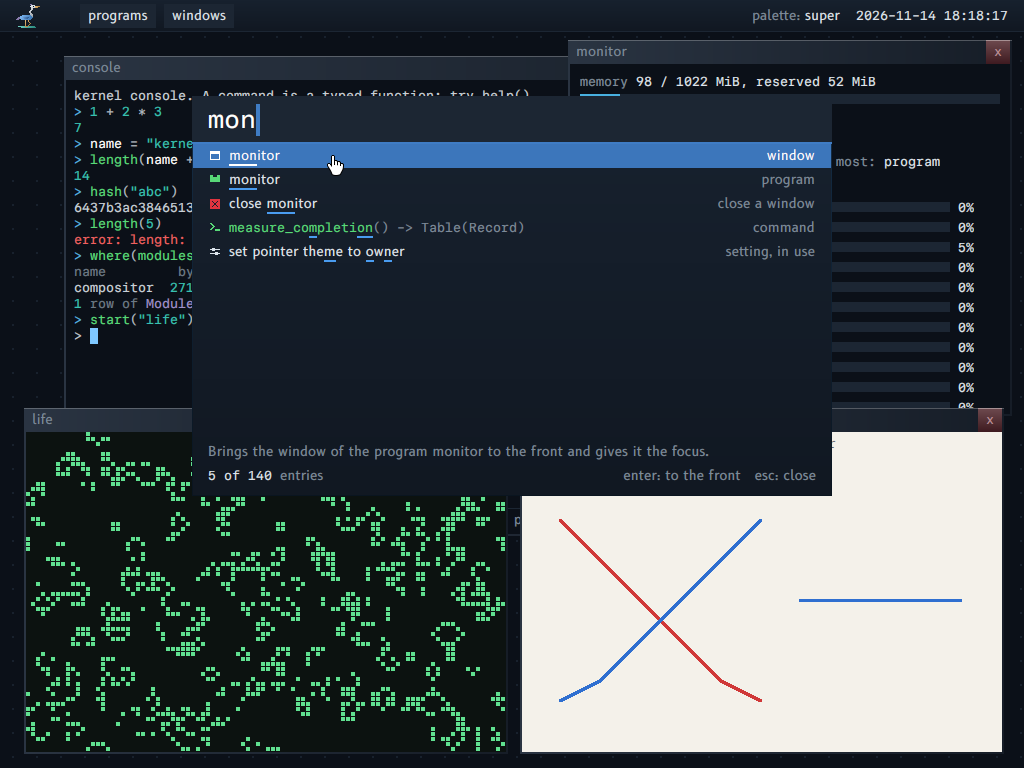 programs windows palette: super 2026-11-14 18:18:17
console
kernel console. A command is a typed function: try help()
> 1 + 2 * 3
7
> name = "kerne
> length(name +
14
> hash("abc")
6437b3ac3846513
> length(5)
error: length:
> where(modules
name by
compositor 271
1 row of Module
> start("life")
>
monitor x
memory 98 / 1022 MiB, reserved 52 MiB
most: program
0%
0%
5%
0%
0%
0%
0%
0%
0%
0%
0%
mon
monitor window
monitor program
close monitor close a window
measure_completion() -> Table(Record) command
set pointer theme to owner setting, in use
Brings the window of the program monitor to the front and gives it the focus.
5 of 140 entries enter: to the front esc: close
life
x